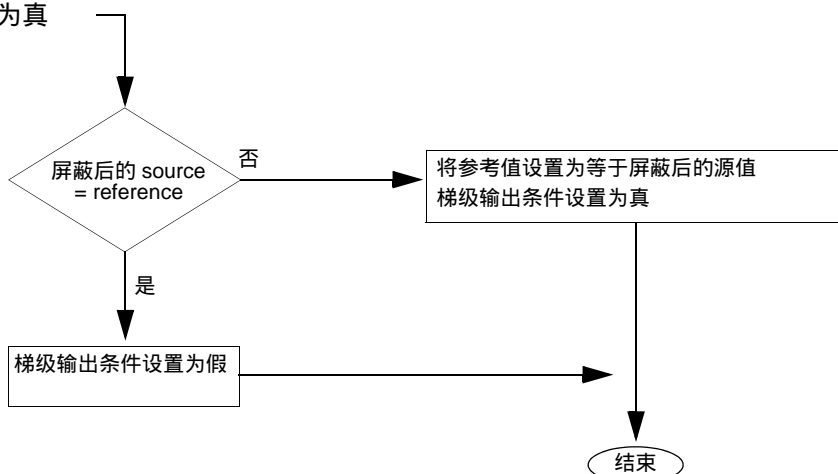 为真
屏蔽后的 source
= reference
否
将参考值设置为等于屏蔽后的源值
梯级输出条件设置为真
是
梯级输出条件设置为假
结束